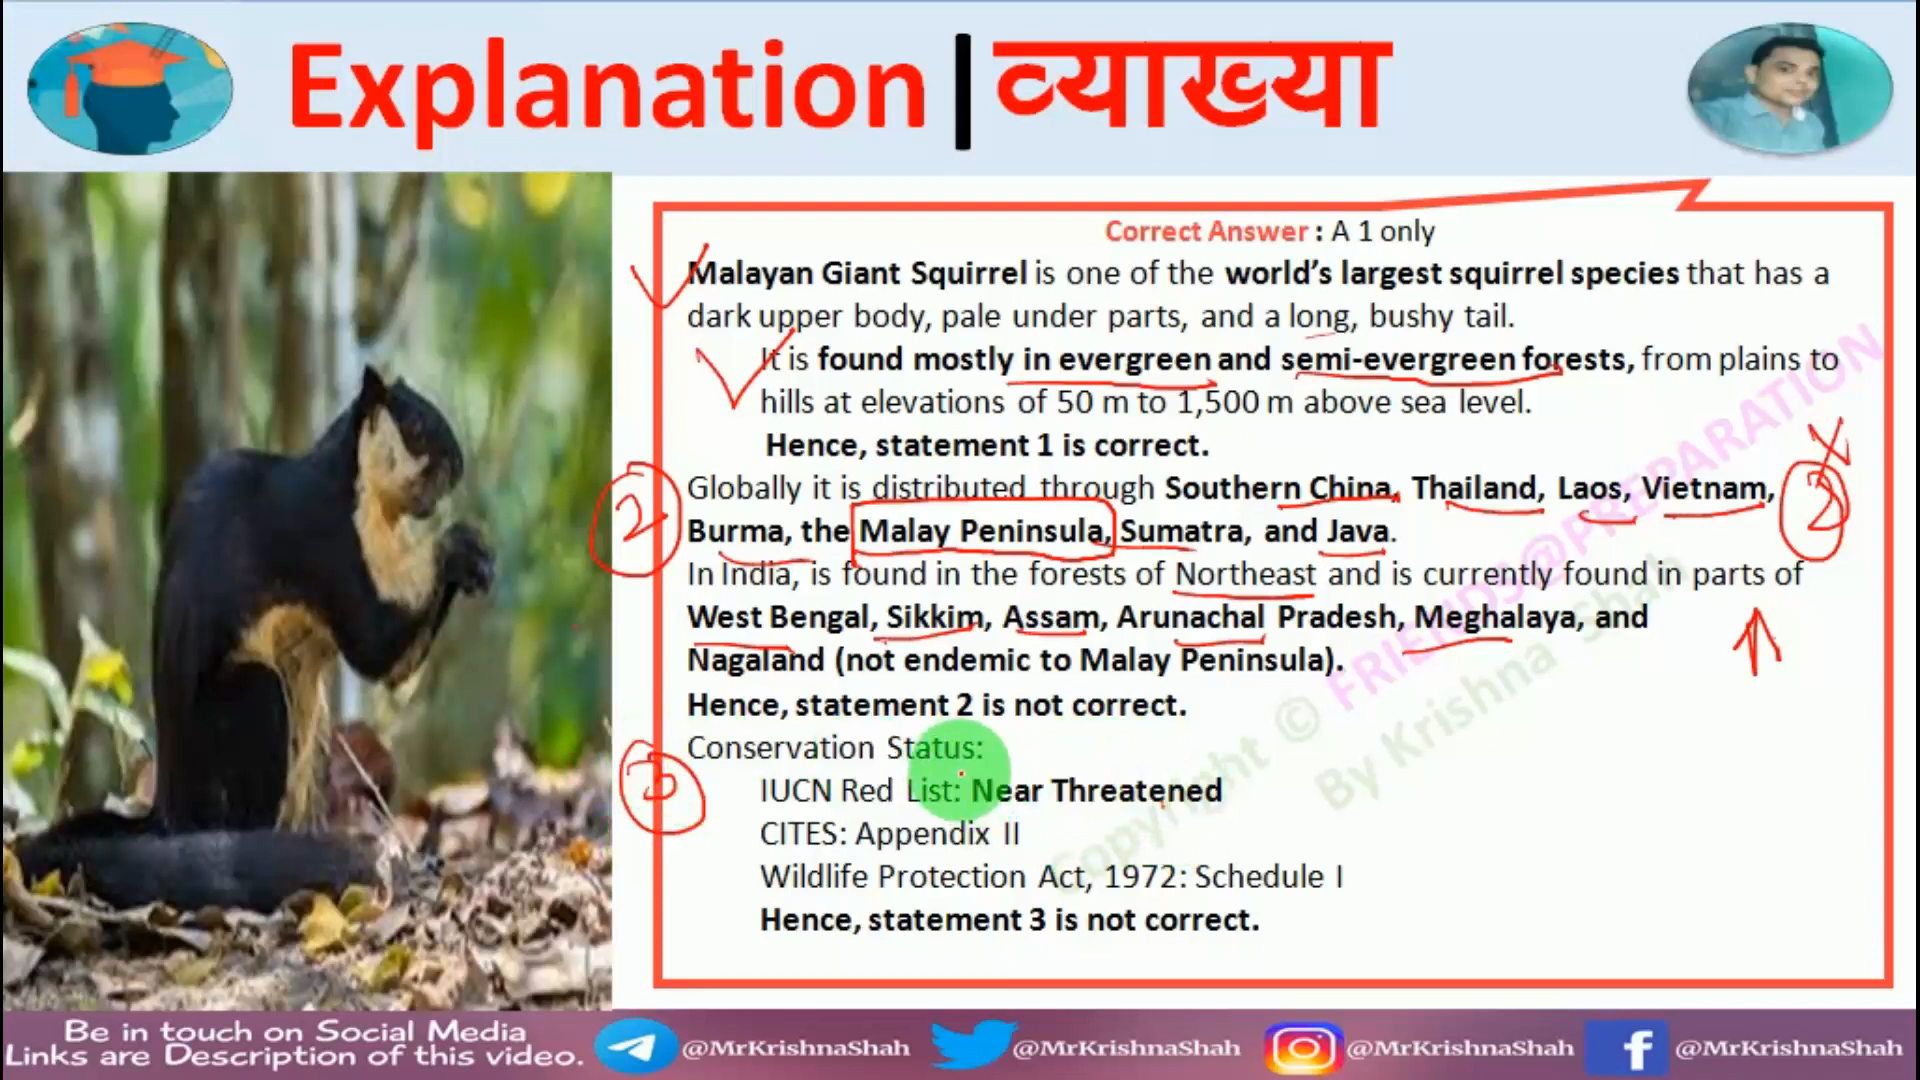 Explanation|व्याख्या
Correct Answer : A 1 only
Malayan Giant Squirrel is one of the world's largest squirrel species that has a
dark upper body, pale under parts, and a long, bushy tail.
It is found mostly in evergreen and semi-evergreen forests, from plains to
hills at elevations of 50 m to 1,500 m above sea level.
Hence, statement 1 is correct.
2
Globally it is distributed through Southern China, Thailand, Laos, Vietnam,
Burma, the Malay Peninsula, Sumatra, and Java.
In India, is found in the forests of Northeast and is currently found in parts of
West Bengal, Sikkim, Assam, Arunachal Pradesh, Meghalaya, and
Nagaland (not endemic to Malay Peninsula).
Hence, statement 2 is not correct.
Conservation Status:
3
IUCN Red List: Near Threatened
CITES: Appendix II
Wildlife Protection Act, 1972: Schedule I
Hence, statement 3 is not correct.
Copyright © FRIENDS@PREPARATION
By Krishna Shah
Be in touch on Social Media
Links are Description of this video.
@MrKrishnaShah
@MrKrishnaShah
@MrKrishnaShah
@MrKrishnaShah